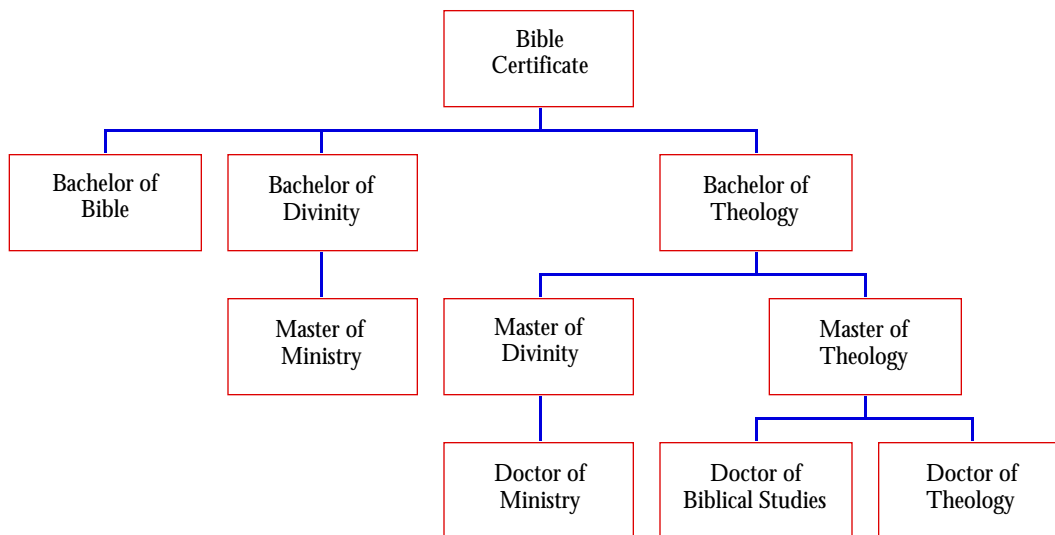 Bible
Certificate
Bachelor of
Bible
Bachelor of
Divinity
Bachelor of
Theology
Master of
Ministry
Master of
Divinity
Master of
Theology
Doctor of
Ministry
Doctor of
Biblical Studies
Doctor of
Theology